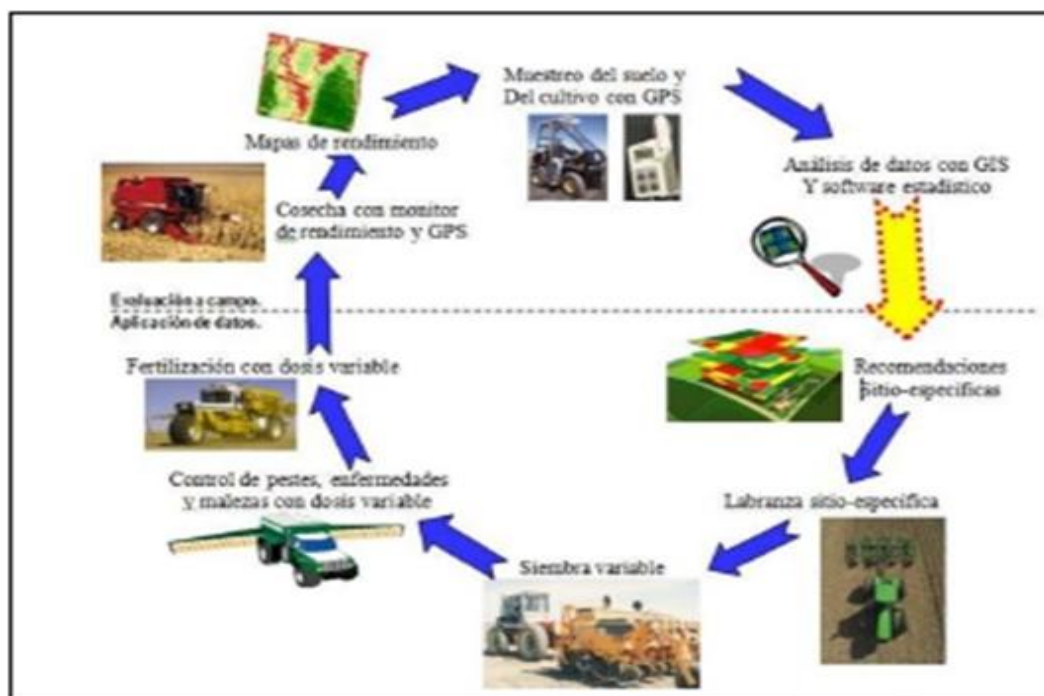 Muestreo del suelo y
Del cultivo con GPS
Mapas de rendimiento
Análisis de datos con GIS
Y software estadístico
Cosecha con monitor
de rendimiento y GPS
Evaluación a campo.
Aplicación de datos.
Fertilización con dosis variable
Recomendaciones
Sitio-específicas
Control de pestes, enfermedades
y malezas con dosis variable
Labranza sitio-específica
Siembra variable